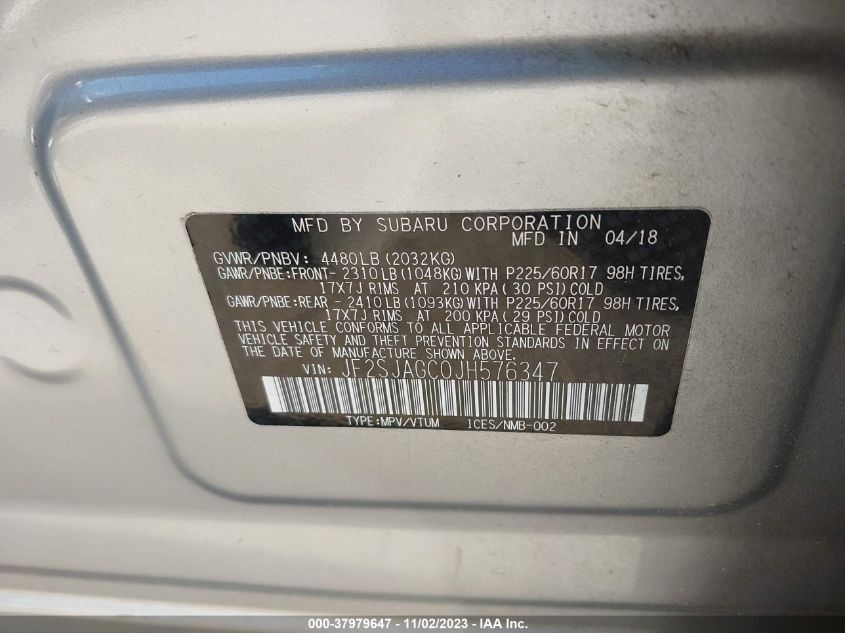 MFD BY SUBARU CORPORATION
MFD IN 04/18
GVWR/PNBV: 4480LB(2032KG)
GAWR/PNBE:FRONT- 2310LB(1048KG)WITH P225/60R17 98H TIRES,
17X7J RIMS AT 210 KPA(30 PSI)COLD
GAWR/PNBE:REAR - 2410LB(1093KG)WITH P225/60R17 98H TIRES,
17X7J RIMS AT 200 KPA(29 PSI)COLD
THIS VEHICLE CONFORMS TO ALL APPLICABLE FEDERAL MOTOR
VEHICLE SAFETY AND THEFT PREVENTION STANDARDS IN EFFECT ON
THE DATE OF MANUFACTURE SHOWN ABOVE.
VIN: JF2SJAGC0JH576347
TYPE:MPV/VTUM ICES/NMB-002
000-37979647 - 11/02/2023 - IAA Inc.